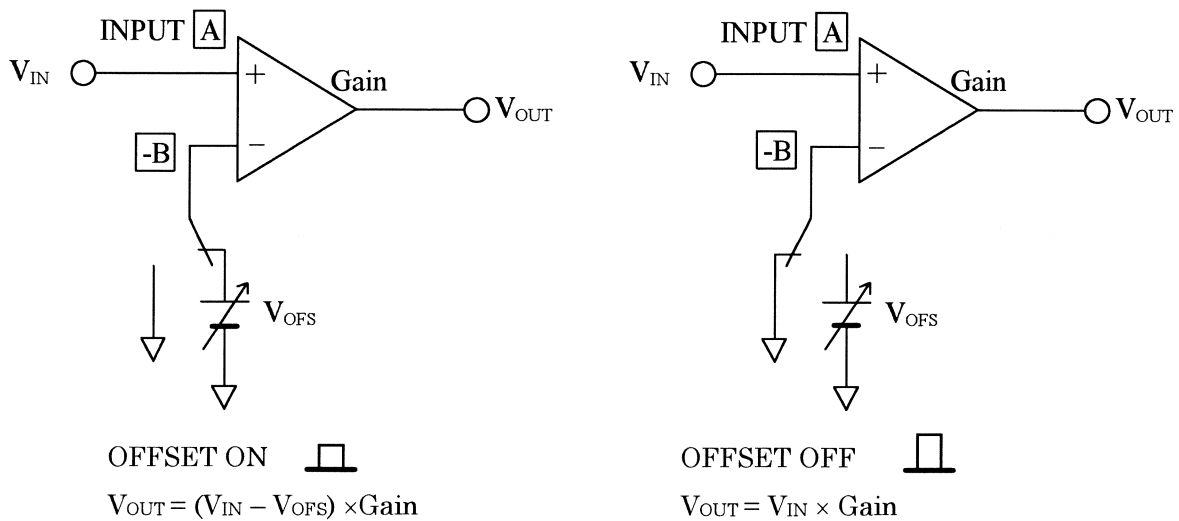 INPUT A
VIN
+
Gain
VOUT
-B
−
VOFS
OFFSET ON
VOUT = (VIN − VOFS) ×Gain
INPUT A
VIN
+
Gain
VOUT
-B
−
VOFS
OFFSET OFF
VOUT = VIN × Gain